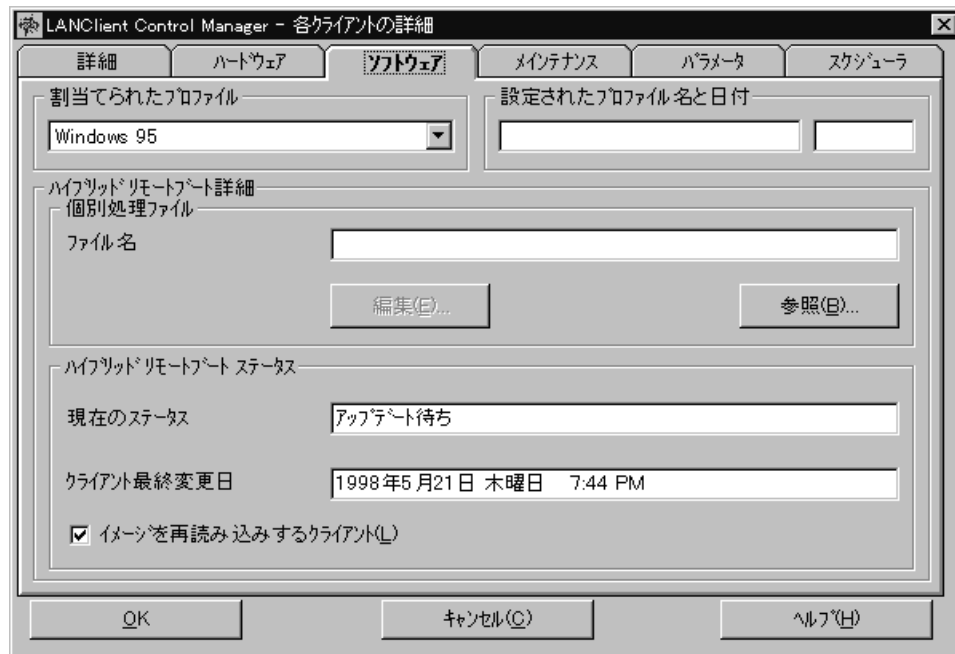 LANClient Control Manager - 各クライアントの詳細
詳細 ハードウェア ソフトウェア メインテナンス パラメータ スケジューラ
割当てられたプロファイル 設定されたプロファイル名と日付
Windows 95
ハイブリッド リモートブート詳細
個別処理ファイル
ファイル名
編集(E)... 参照(B)...
ハイブリッド リモートブート ステータス
現在のステータス アップデート待ち
クライアント最終変更日 1998年5月21日 木曜日 7:44 PM
イメージを再読み込みするクライアント(L)
OK キャンセル(C) ヘルプ(H)